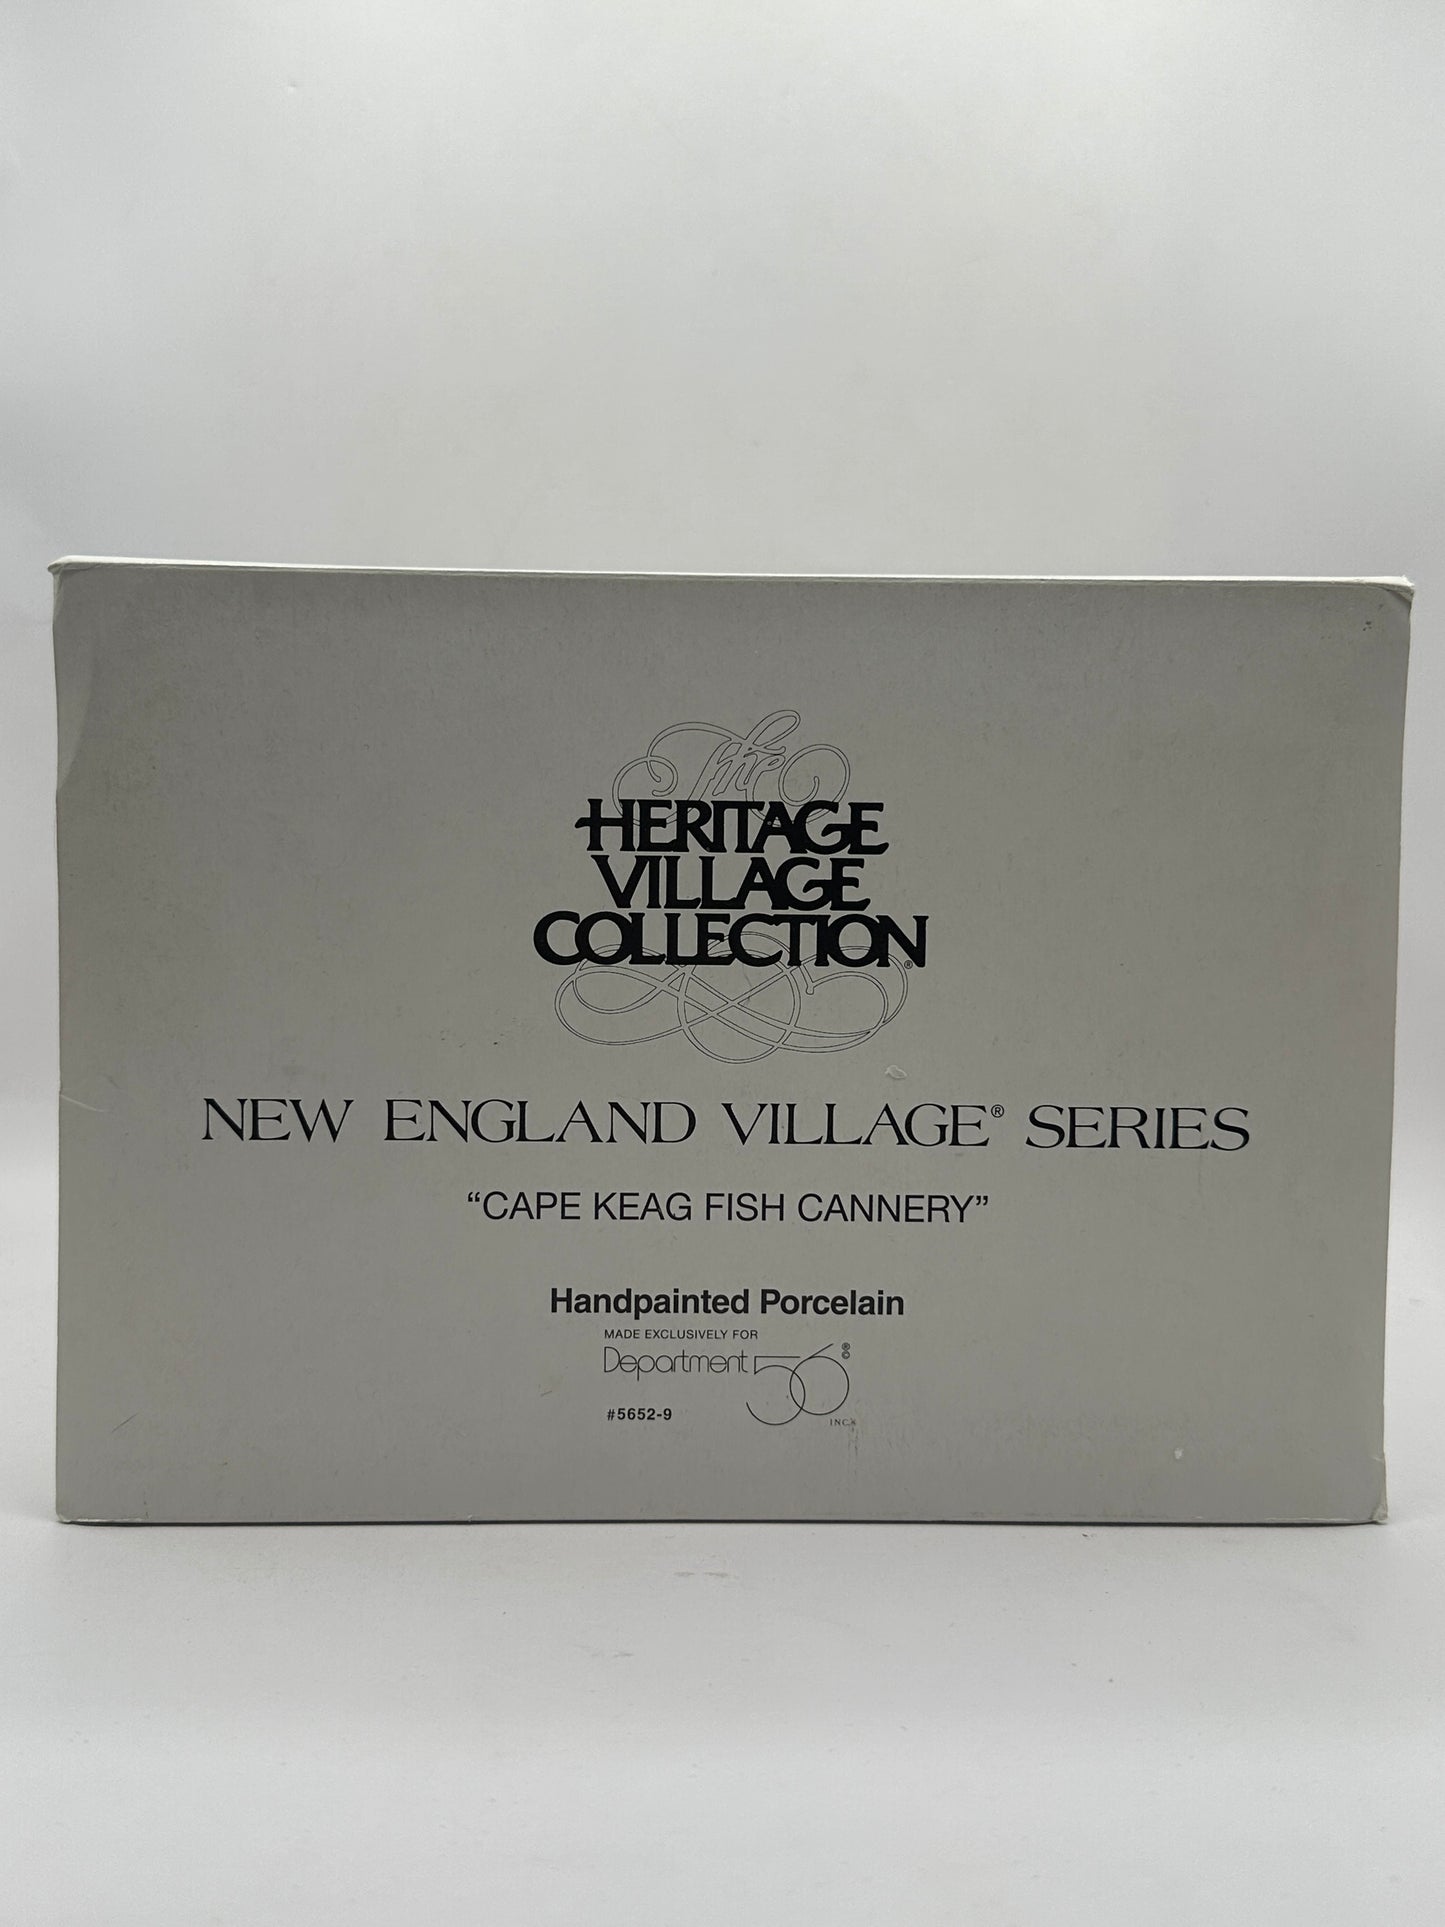 The
HERITAGE
VILLAGE
COLLECTION®
NEW ENGLAND VILLAGE® SERIES
“CAPE KEAG FISH CANNERY”
Handpainted Porcelain
MADE EXCLUSIVELY FOR
Department 56 ® ©
#5652-9 INC.